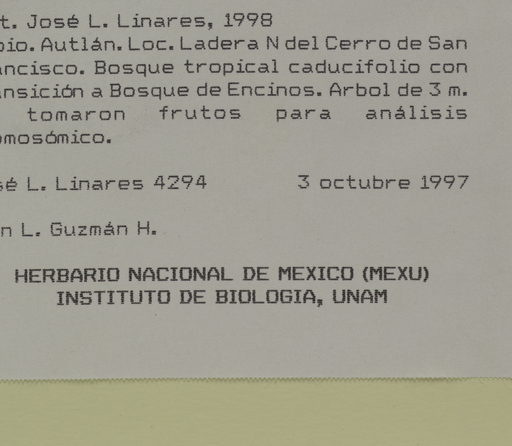 t. José L. Linares, 1998
pio. Autlán. Loc. Ladera N del Cerro de San
ancisco. Bosque tropical caducifolio con
ansición a Bosque de Encinos. Arbol de 3 m.
tomaron frutos para análisis
omosómico.
sé L. Linares 4294 3 octubre 1997
n L. Guzmán H.
HERBARIO NACIONAL DE MEXICO (MEXU)
INSTITUTO DE BIOLOGIA, UNAM